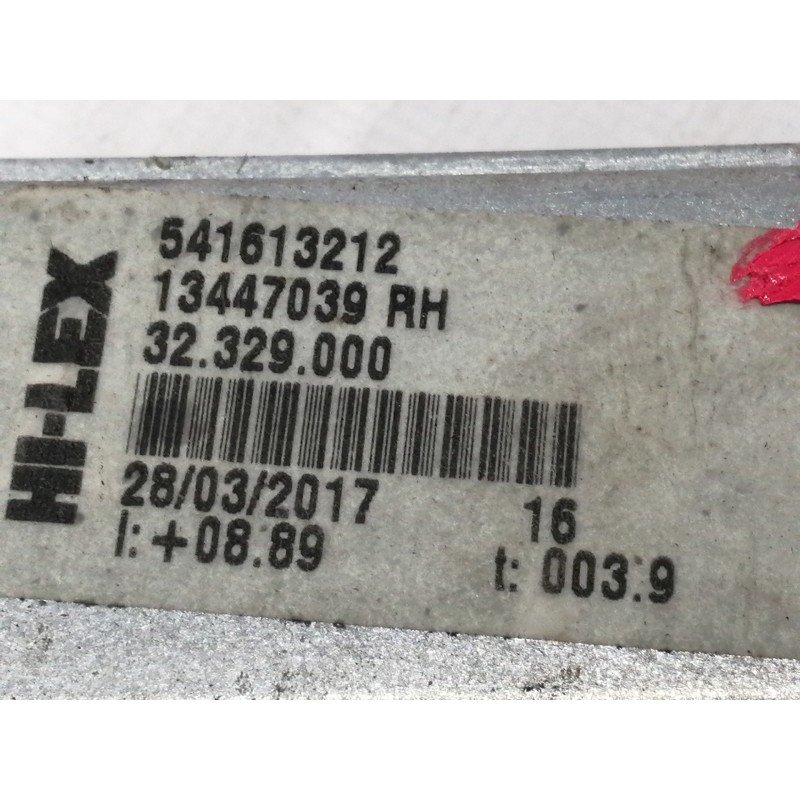 HI-LEX
541613212
13447039 RH
32.329.000
28/03/2017 16
I: +08.89 t: 003.9